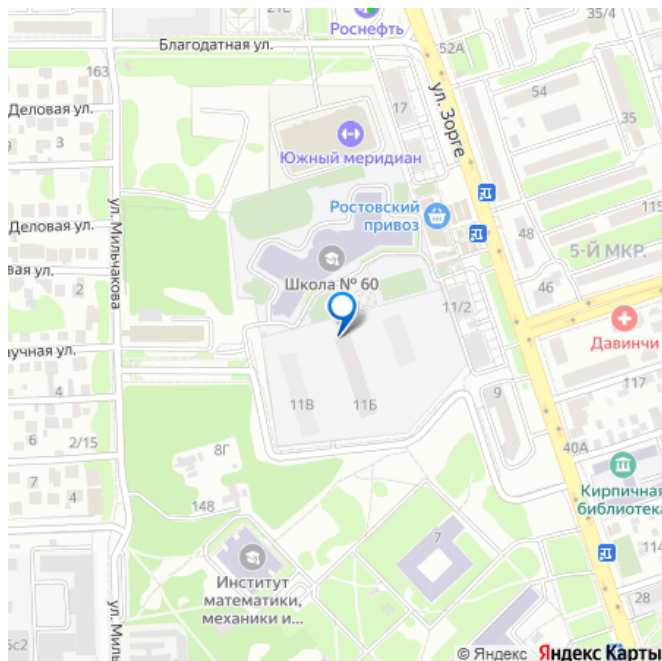 21Е
Роснефть
35/4
Благодатная ул.
52А
163
Деловая ул.
17
ул. Зорге
54
3
35
Южный меридиан
115
ул. Мильчакова
Ростовский
привоз
Деловая ул.
48
5-Й МКР.
вая ул.
Школа № 60
2
46
11/2
Давинчи
учная ул.
117
4
9
11В
11Б
6
2/15
8Г
40А
7
4
148
Кирпичная
библиотека
7
114
Институт
математики,
механики и...
28
ул. Мил
5с2
© Яндекс Яндекс Карты